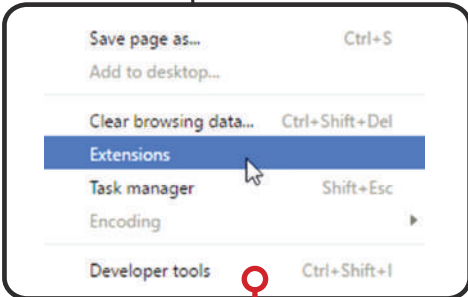 Save page as... Ctrl+S
Add to desktop...
Clear browsing data... Ctrl+Shift+Del
Extensions
Task manager Shift+Esc
Encoding
Developer tools Ctrl+Shift+I